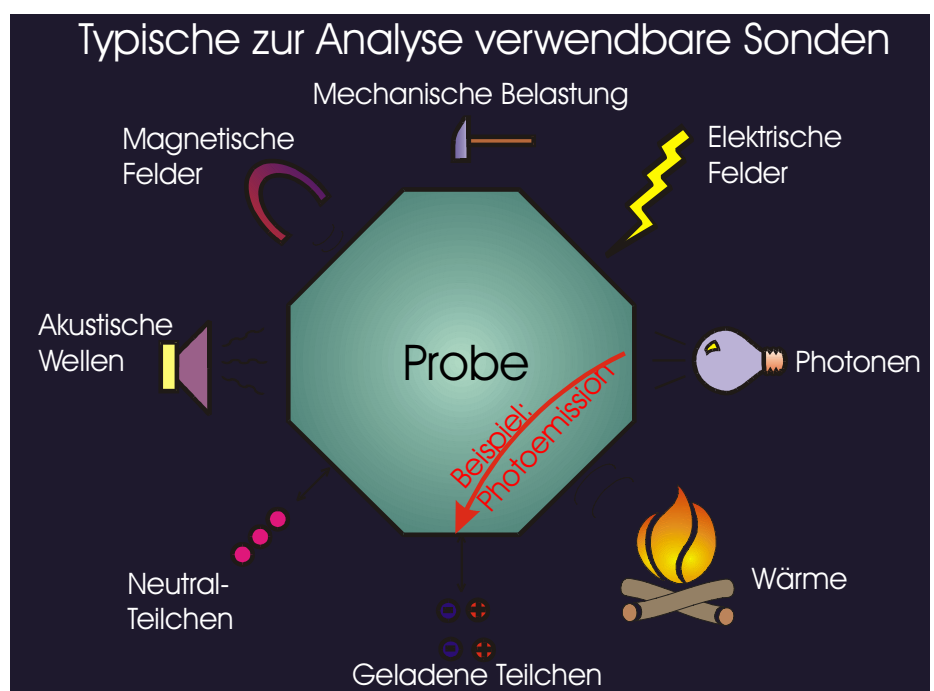 Typische zur Analyse verwendbare Sonden
Mechanische Belastung
Magnetische
Felder
Elektrische
Felder
Akustische
Wellen
Probe
Photonen
Beispiel:
Photoemission
Neutral-
Teilchen
Wärme
Geladene Teilchen